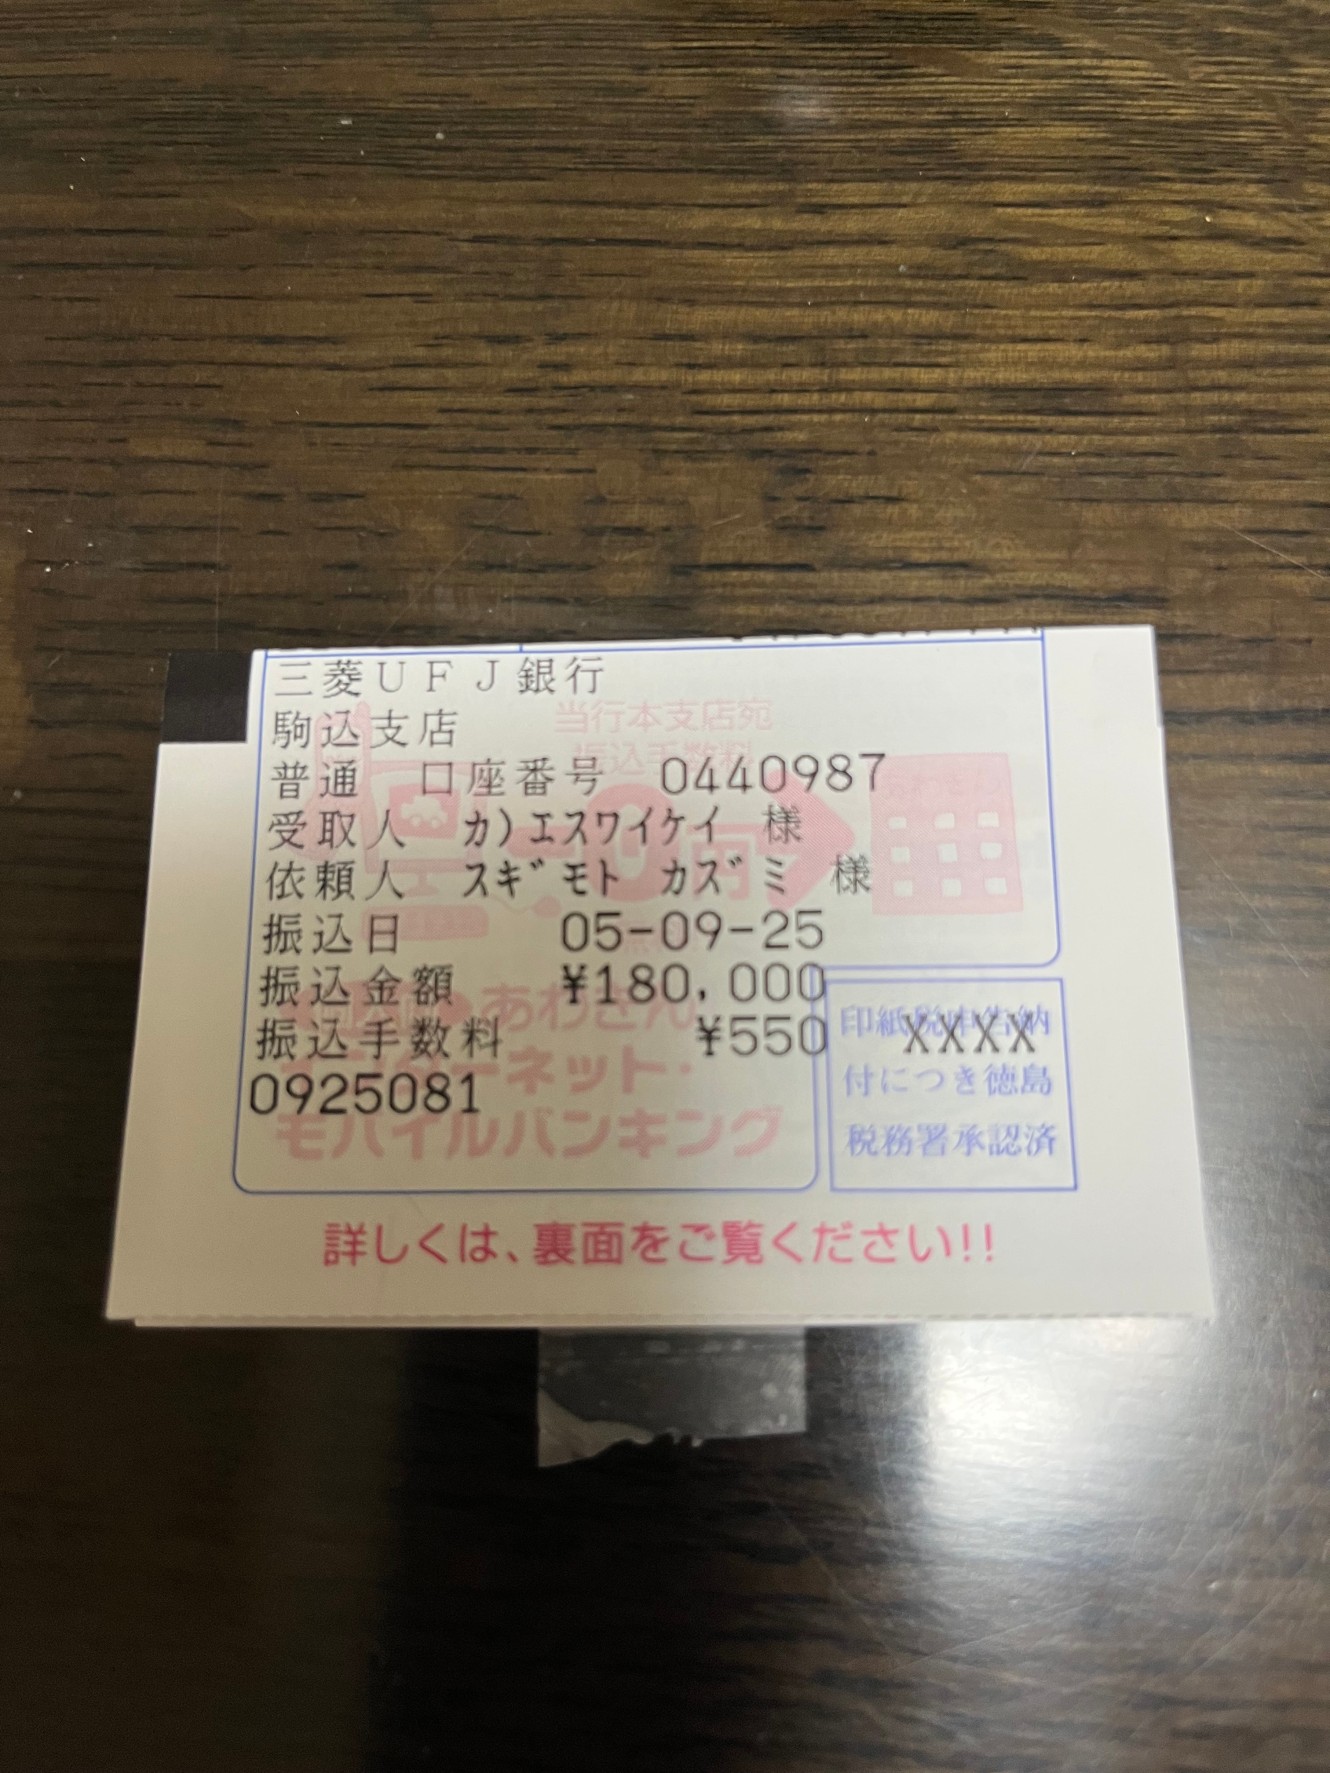 三菱UFJ銀行
駒込支店
普通 口座番号 0440987
受取人 カ)エスワイケイ 様
依頼人 スギモト カズミ 様
振込日 05-09-25
振込金額 ¥180,000
振込手数料 ¥550
0925081
当行本支店宛
振込手数料
あわぎん
ネット・
モバイルバンキング
印紙税申告納
XXXX
付につき徳島
税務署承認済
詳しくは、裏面をご覧ください!!